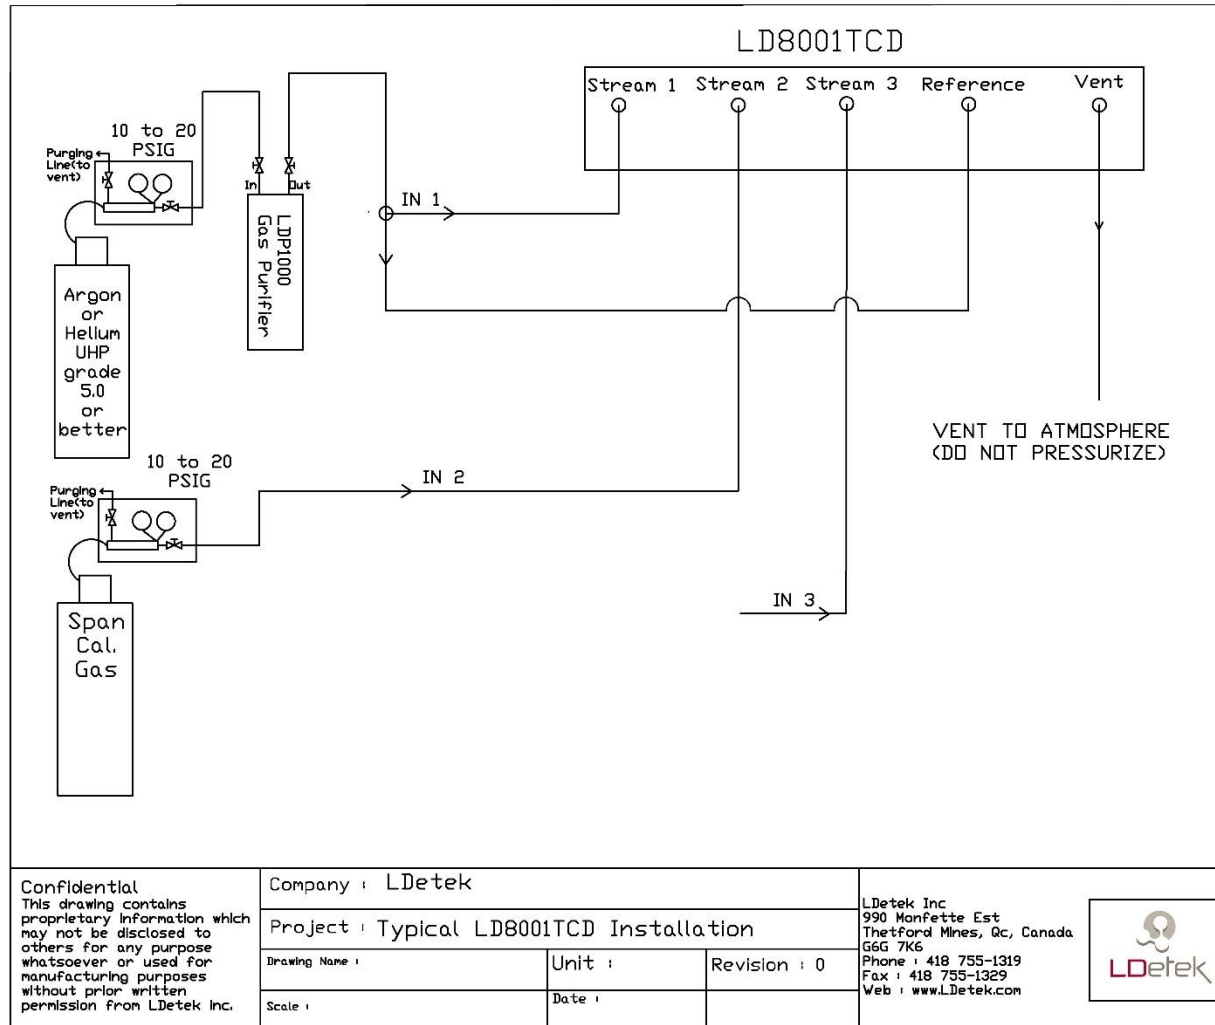 LD8001TCD
Stream 1
Stream 2
Stream 3
Reference
Vent
10 to 20
PSIG
Purging
Line(to
vent)
In
Out
LDP1000
Gas Purifier
IN 1
Argon
or
Helium
UHP
grade
5.0
or
better
VENT TO ATMOSPHERE
(DO NOT PRESSURIZE)
10 to 20
PSIG
Purging
Line(to
vent)
IN 2
IN 3
Span
Cal.
Gas
Confidential
This drawing contains
proprietary information which
may not be disclosed to
others for any purpose
whatsoever or used for
manufacturing purposes
without prior written
permission from LDetek Inc.
Company : LDetek
Project : Typical LD8001TCD Installation
Drawing Name :
Unit :
Revision : 0
Scale :
Date :
LDetek Inc
990 Monfette Est
Thetford Mines, Qc, Canada
G6G 7K6
Phone : 418 755-1319
Fax : 418 755-1329
Web : www.LDetek.com
LDetek